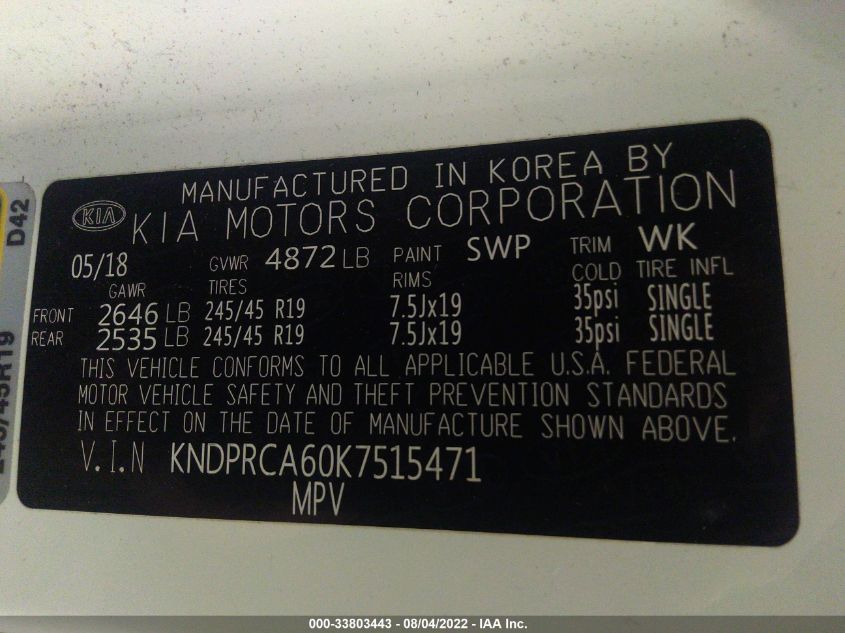 MANUFACTURED IN KOREA BY
KIA KIA MOTORS CORPORATION
05/18 GVWR 4872 LB PAINT SWP TRIM WK
GAWR TIRES RIMS COLD TIRE INFL
FRONT 2646 LB 245/45 R19 7.5Jx19 35psi SINGLE
REAR 2535 LB 245/45 R19 7.5Jx19 35psi SINGLE
THIS VEHICLE CONFORMS TO ALL APPLICABLE U.S.A. FEDERAL
MOTOR VEHICLE SAFETY AND THEFT PREVENTION STANDARDS
IN EFFECT ON THE DATE OF MANUFACTURE SHOWN ABOVE.
V.I.N KNDPRCA60K7515471
MPV
D42
245/45R19
000-33803443 - 08/04/2022 - IAA Inc.